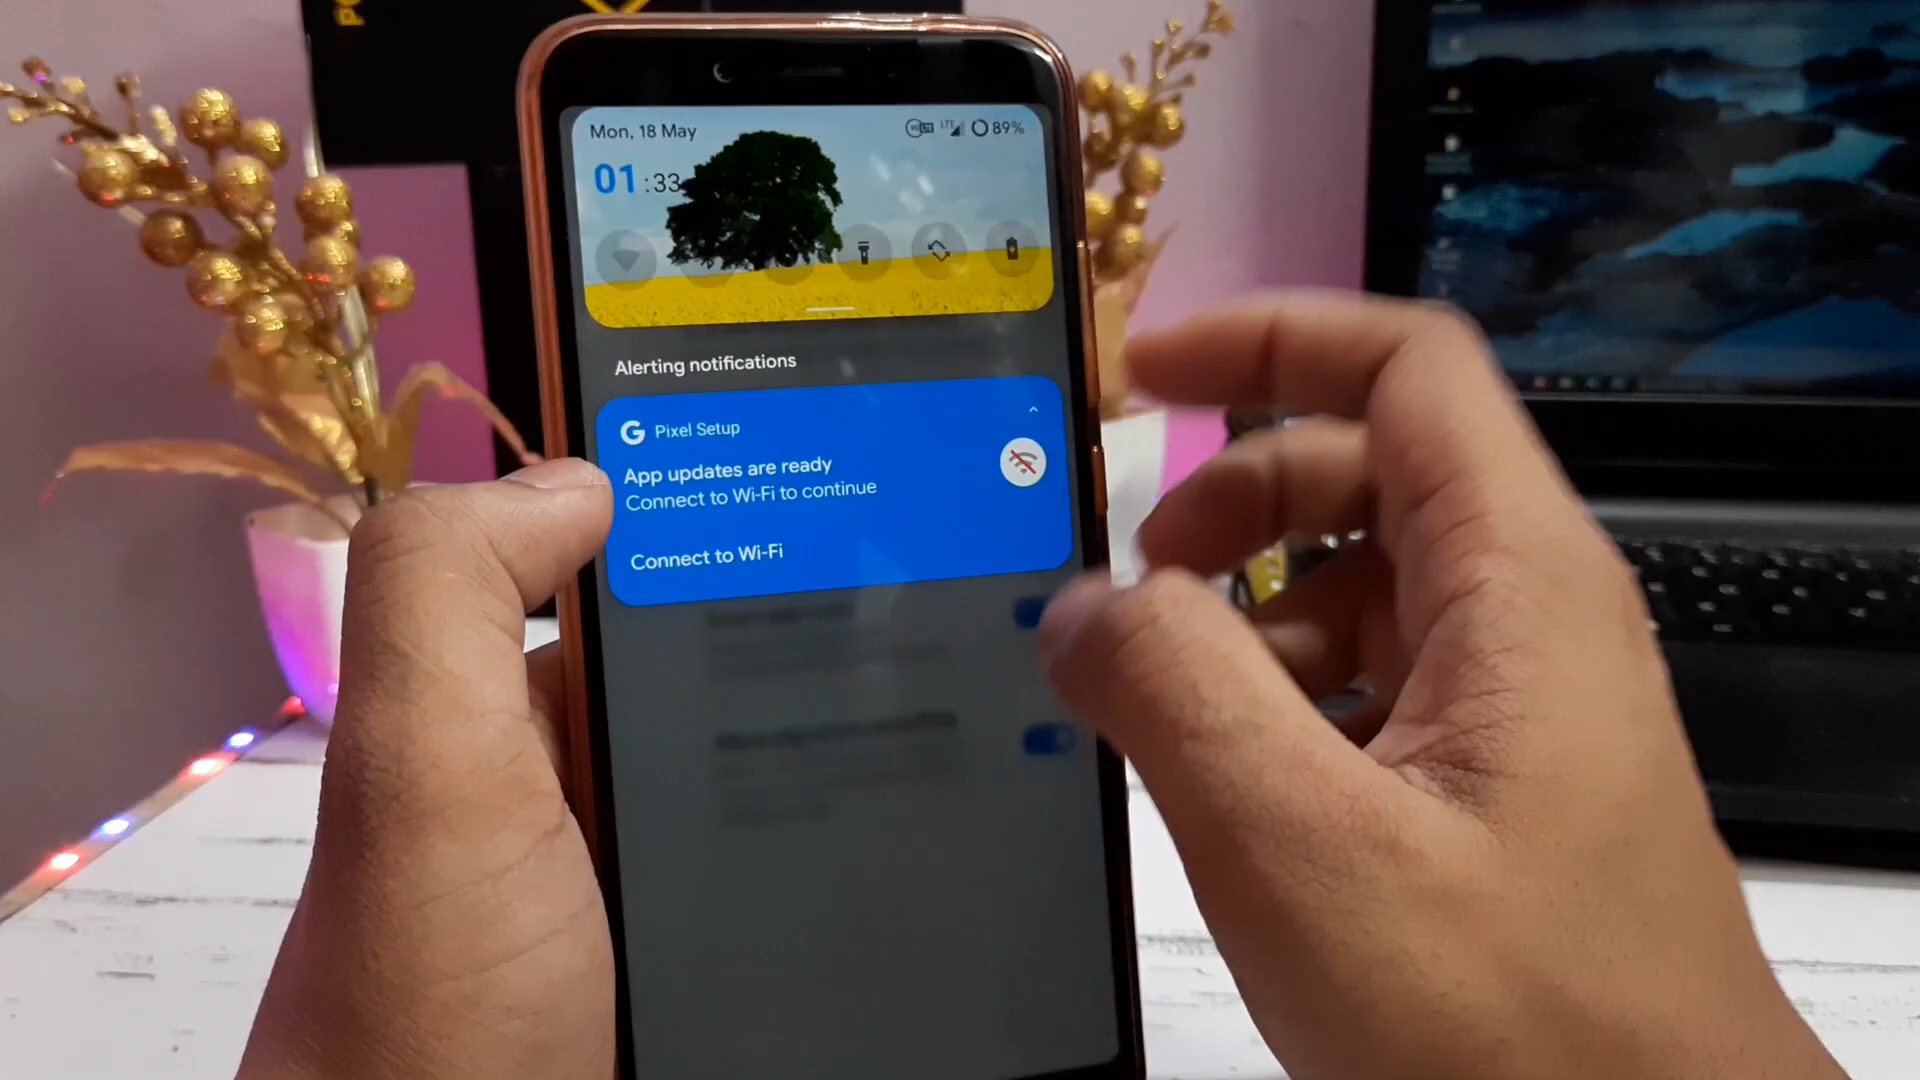 Mon, 18 May
LTE 89%
01:33
Alerting notifications
Pixel Setup
App updates are ready
Connect to Wi-Fi to continue
Connect to Wi-Fi